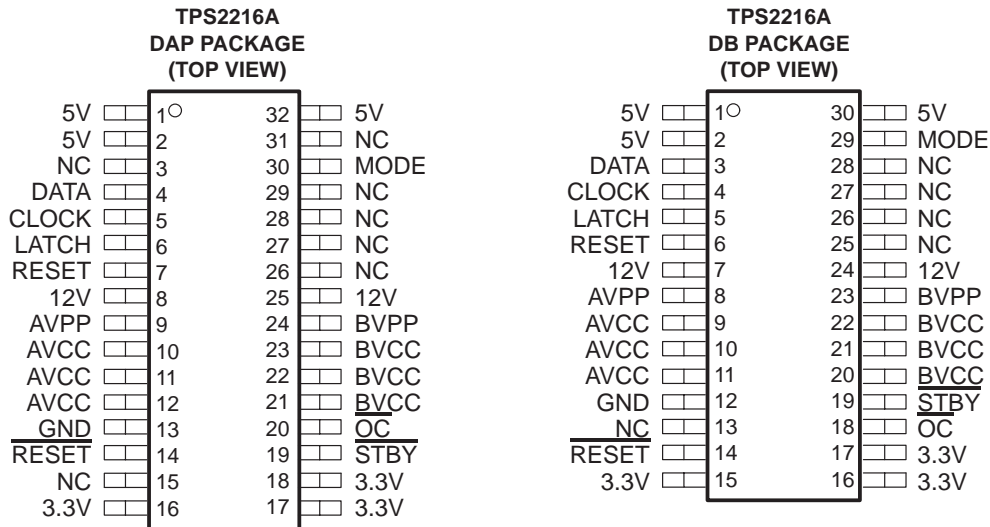 TPS2216A
DAP PACKAGE
(TOP VIEW)
5V 1 32 5V
5V 2 31 NC
NC 3 30 MODE
DATA 4 29 NC
CLOCK 5 28 NC
LATCH 6 27 NC
RESET 7 26 NC
12V 8 25 12V
AVPP 9 24 BVPP
AVCC 10 23 BVCC
AVCC 11 22 BVCC
AVCC 12 21 BVCC
GND 13 20 OC
RESET 14 19 STBY
NC 15 18 3.3V
3.3V 16 17 3.3V
TPS2216A
DB PACKAGE
(TOP VIEW)
5V 1 30 5V
5V 2 29 MODE
DATA 3 28 NC
CLOCK 4 27 NC
LATCH 5 26 NC
RESET 6 25 NC
12V 7 24 12V
AVPP 8 23 BVPP
AVCC 9 22 BVCC
AVCC 10 21 BVCC
AVCC 11 20 BVCC
GND 12 19 STBY
NC 13 18 OC
RESET 14 17 3.3V
3.3V 15 16 3.3V